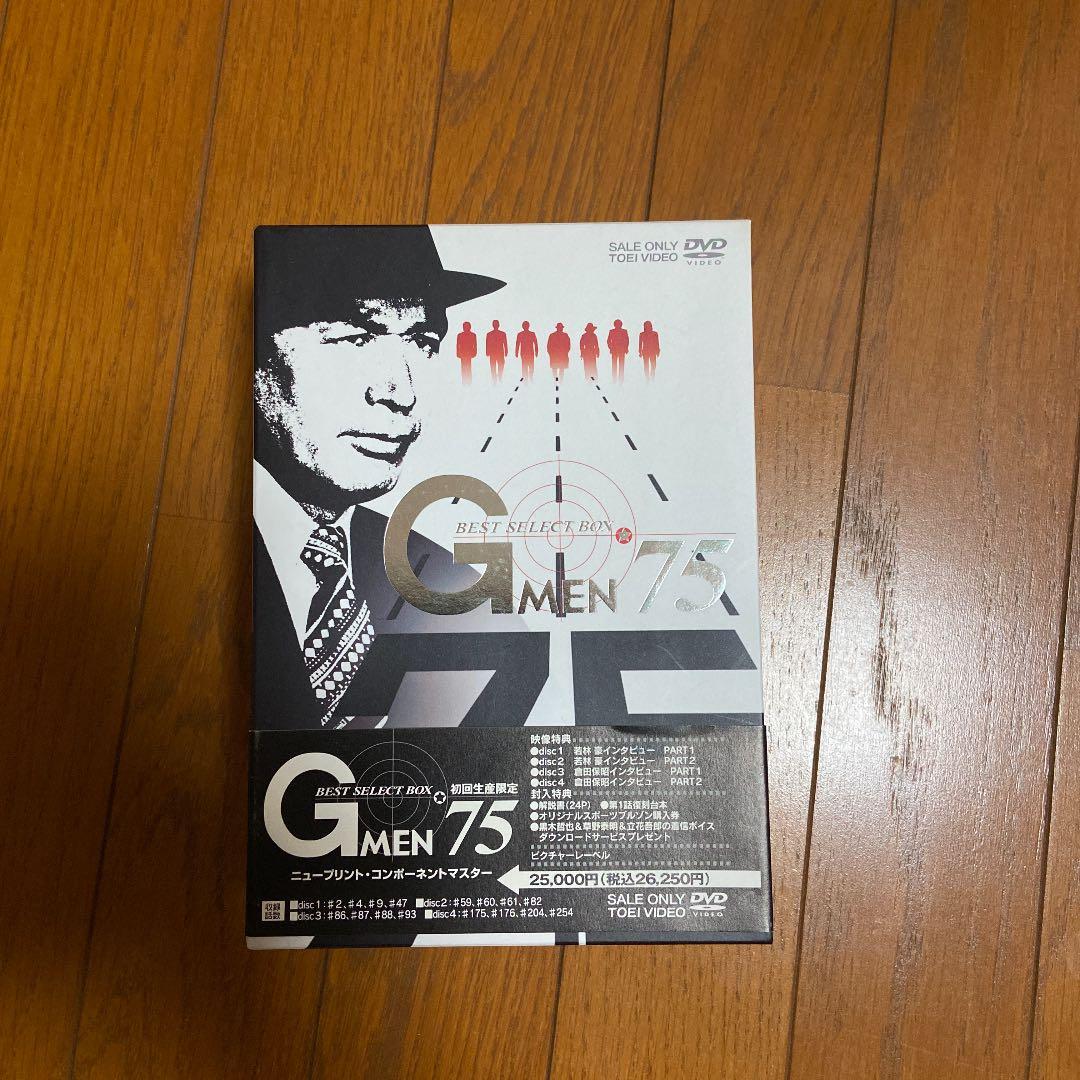 SALE ONLY
TOEI VIDEO
DVD
VIDEO
BEST SELECT BOX
G MEN '75
75
BEST SELECT BOX
初回生産限定
G MEN '75
ニュープリント・コンポーネントマスター
映像特典
●disc1 若林 豪インタビュー PART1
●disc2 若林 豪インタビュー PART2
●disc3 倉田保昭インタビュー PART1
●disc4 倉田保昭インタビュー PART2
封入特典
●解説書(24P) ●第1話復刻台本
●オリジナルスポーツブルゾン購入券
●黒木哲也&草野泰明&立花吾郎の着信ボイス
ダウンロードサービスプレゼント
ピクチャーレーベル
25,000円(税込26,250円)
収録話数
■disc1:#2、#4、#9、#47 ■disc2:#59、#60、#61、#82
■disc3:#86、#87、#88、#93 ■disc4:#175、#176、#204、#254
SALE ONLY
TOEI VIDEO
DVD
VIDEO